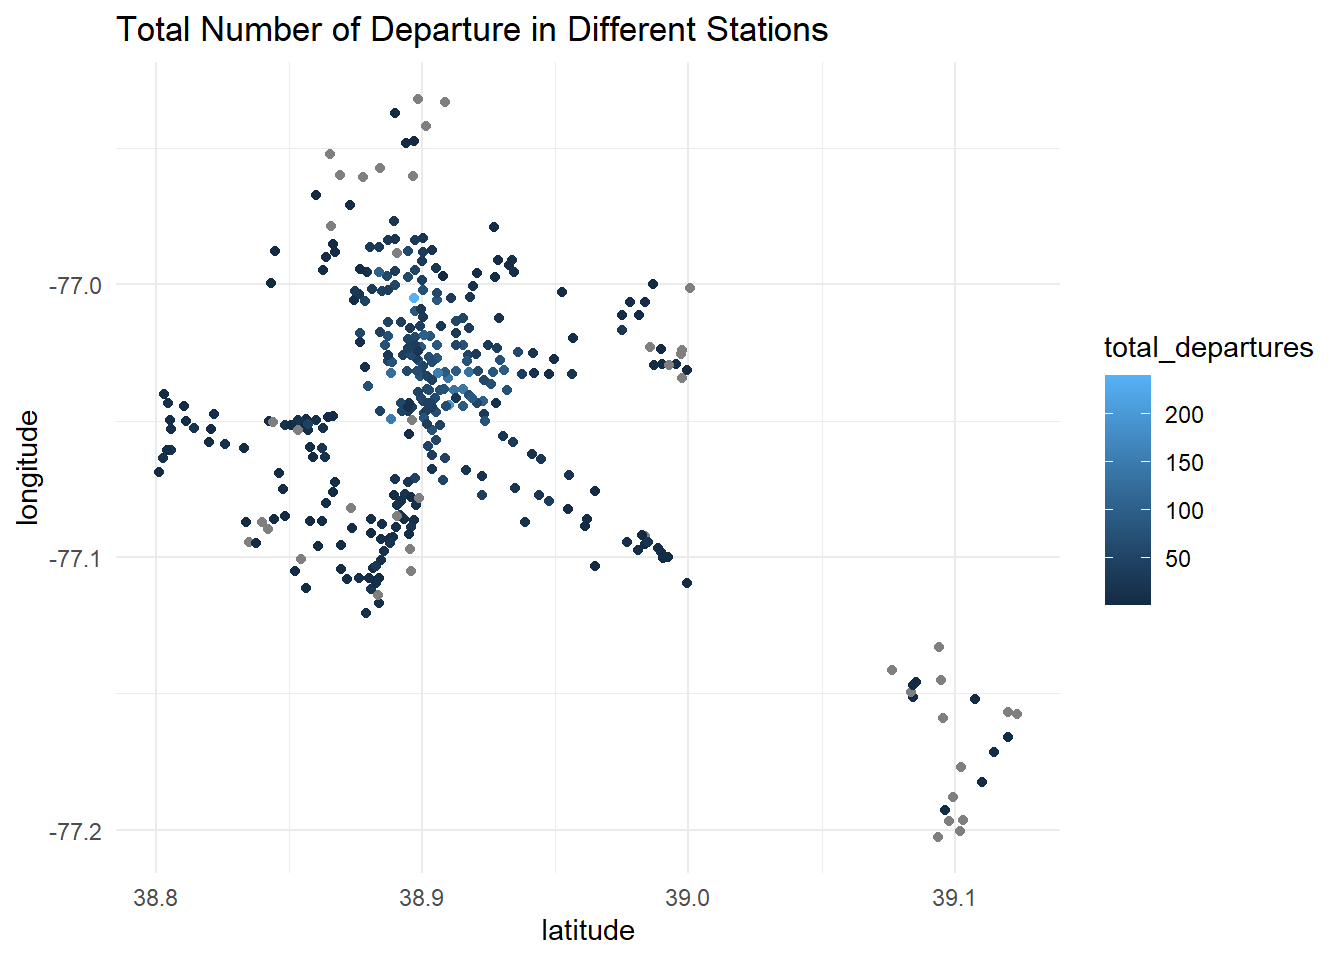 Total Number of Departure in Different Stations
-77.0
-77.1
-77.2
longitude
38.8
38.9
39.0
39.1
latitude
total_departures
200
150
100
50